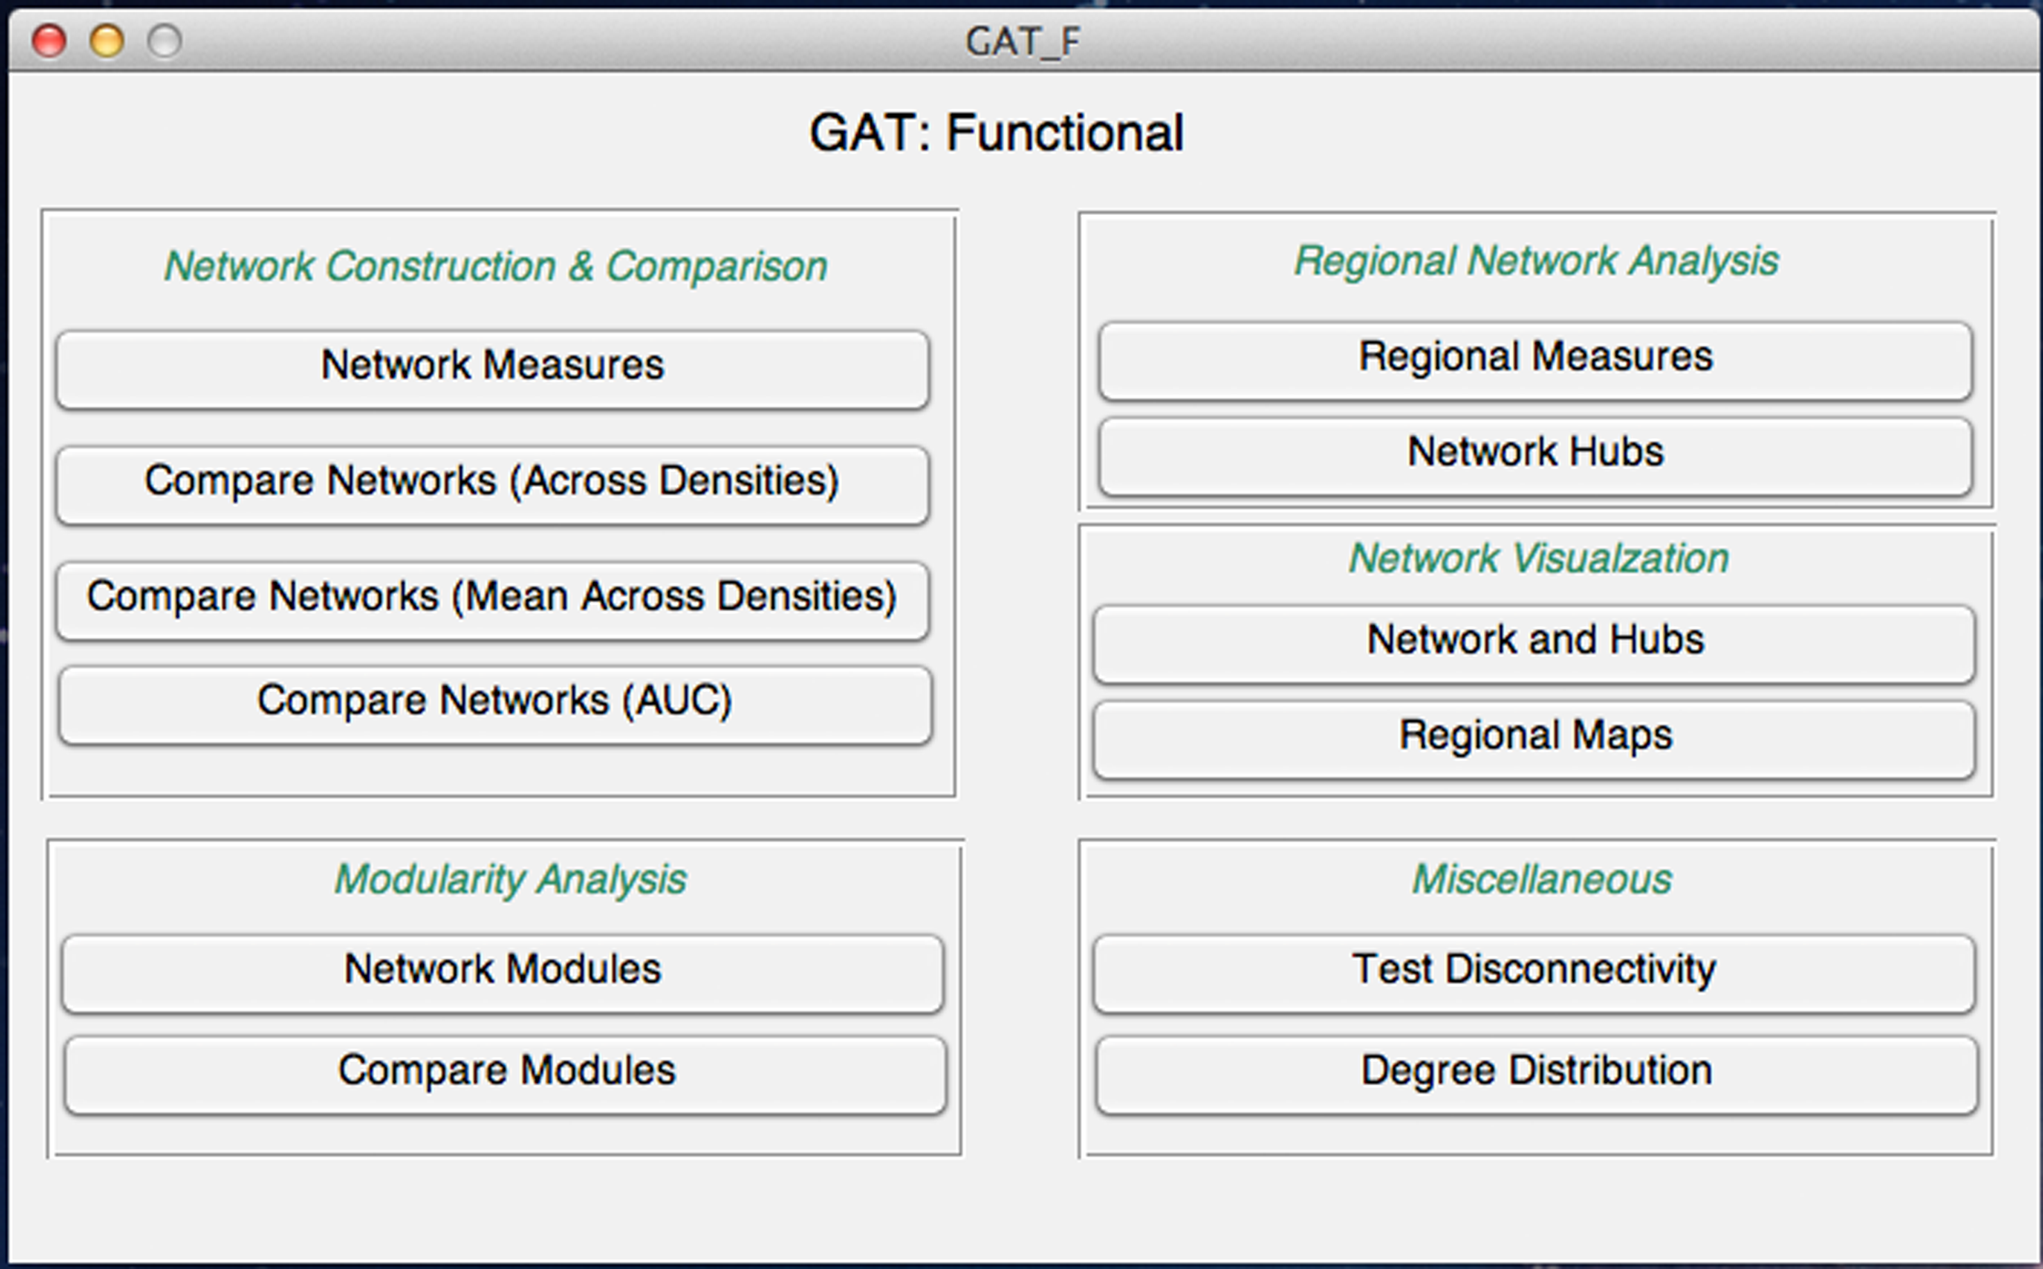 GAT_F
GAT: Functional
Network Construction & Comparison
Network Measures
Compare Networks (Across Densities)
Compare Networks (Mean Across Densities)
Compare Networks (AUC)
Regional Network Analysis
Regional Measures
Network Hubs
Network Visualzation
Network and Hubs
Regional Maps
Modularity Analysis
Network Modules
Compare Modules
Miscellaneous
Test Disconnectivity
Degree Distribution